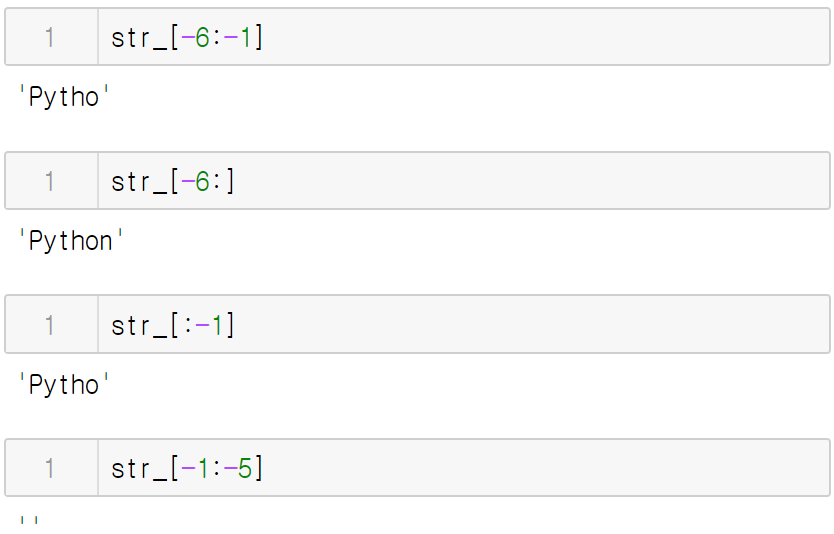 1 str_[-6:-1]
'Pytho'
1 str_[-6:]
'Python'
1 str_[:-1]
'Pytho'
1 str_[-1:-5]
''